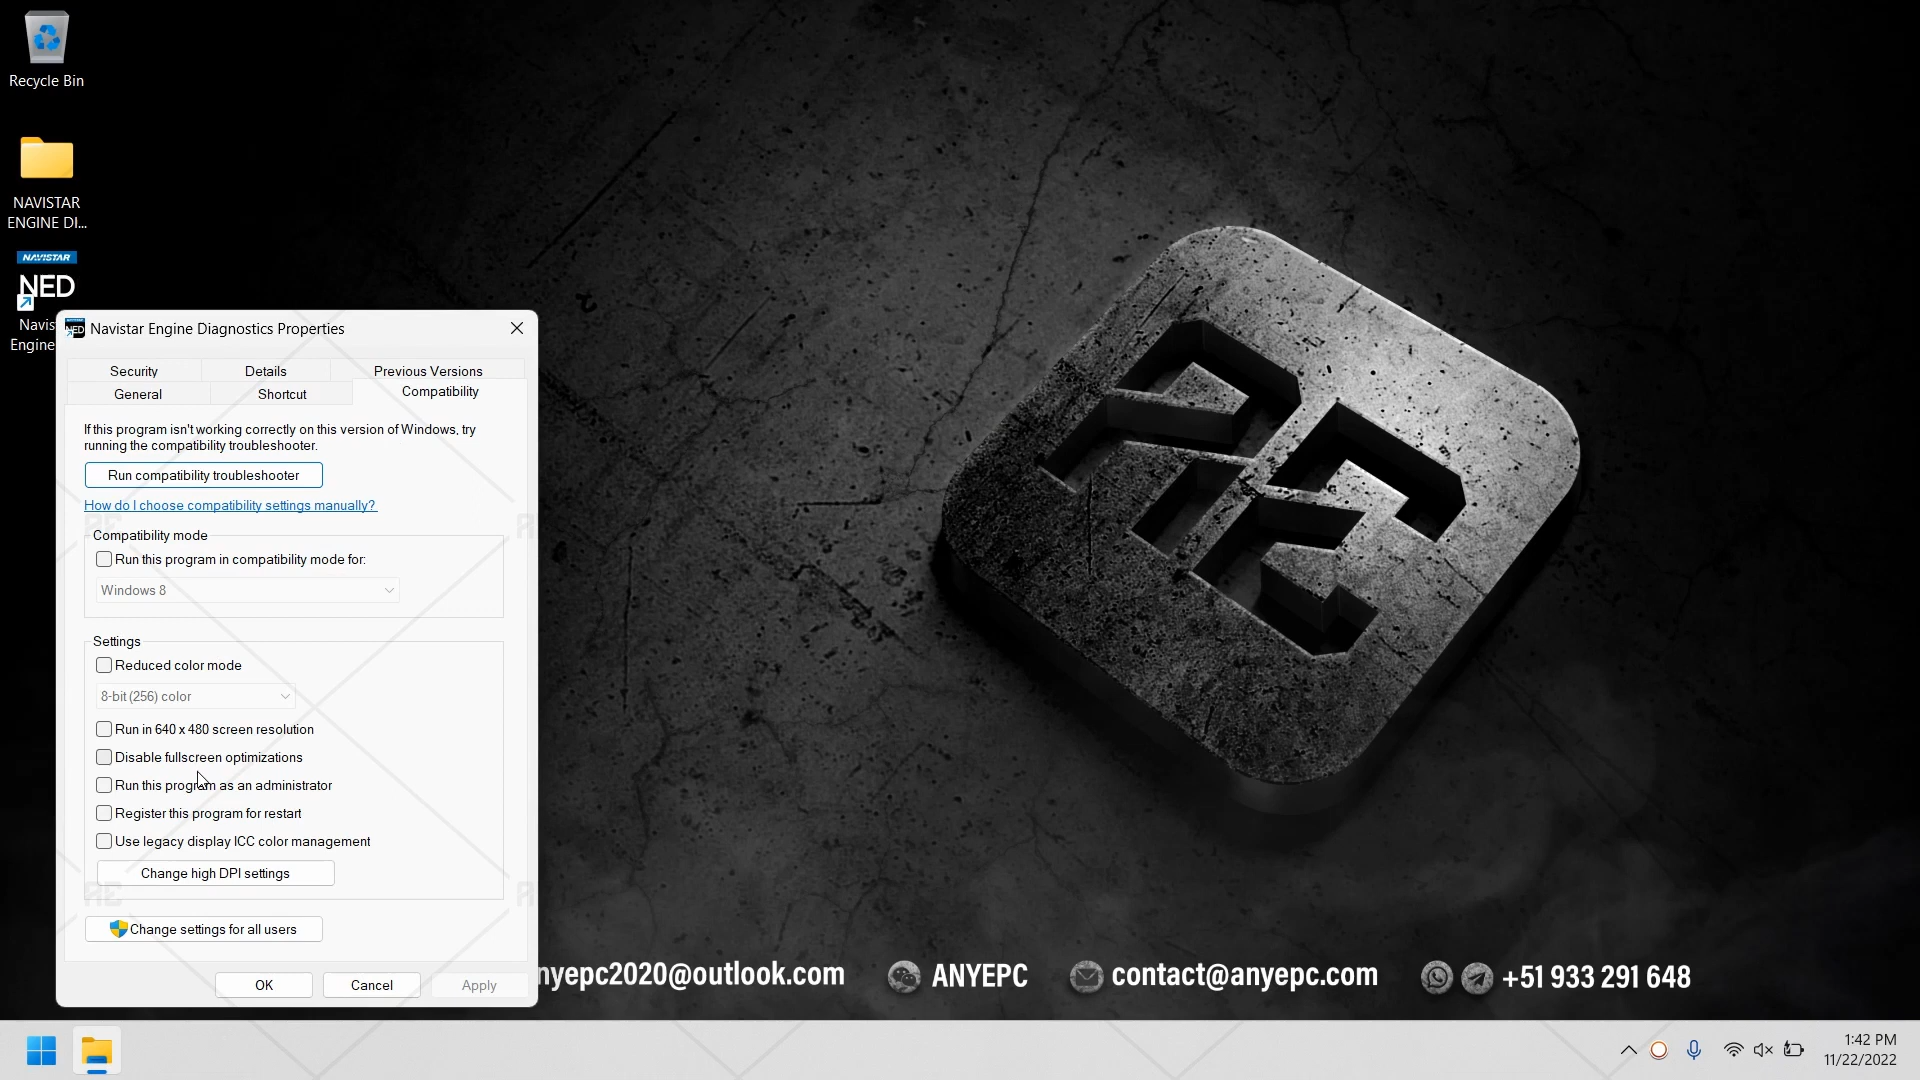 Recycle Bin
NAVISTAR
ENGINE DI...
NAVISTAR
NED
Navis
Engine
NED
Navistar Engine Diagnostics Properties
Security
Details
Previous Versions
General
Shortcut
Compatibility
If this program isn't working correctly on this version of Windows, try
running the compatibility troubleshooter.
Run compatibility troubleshooter
How do I choose compatibility settings manually?
Compatibility mode
Run this program in compatibility mode for:
Windows 8
Settings
Reduced color mode
8-bit (256) color
Run in 640 x 480 screen resolution
Disable fullscreen optimizations
Run this program as an administrator
Register this program for restart
Use legacy display ICC color management
Change high DPI settings
Change settings for all users
OK
Cancel
Apply
nyepc2020@outlook.com
ANYEPC
contact@anyepc.com
+51 933 291 648
1:42 PM
11/22/2022